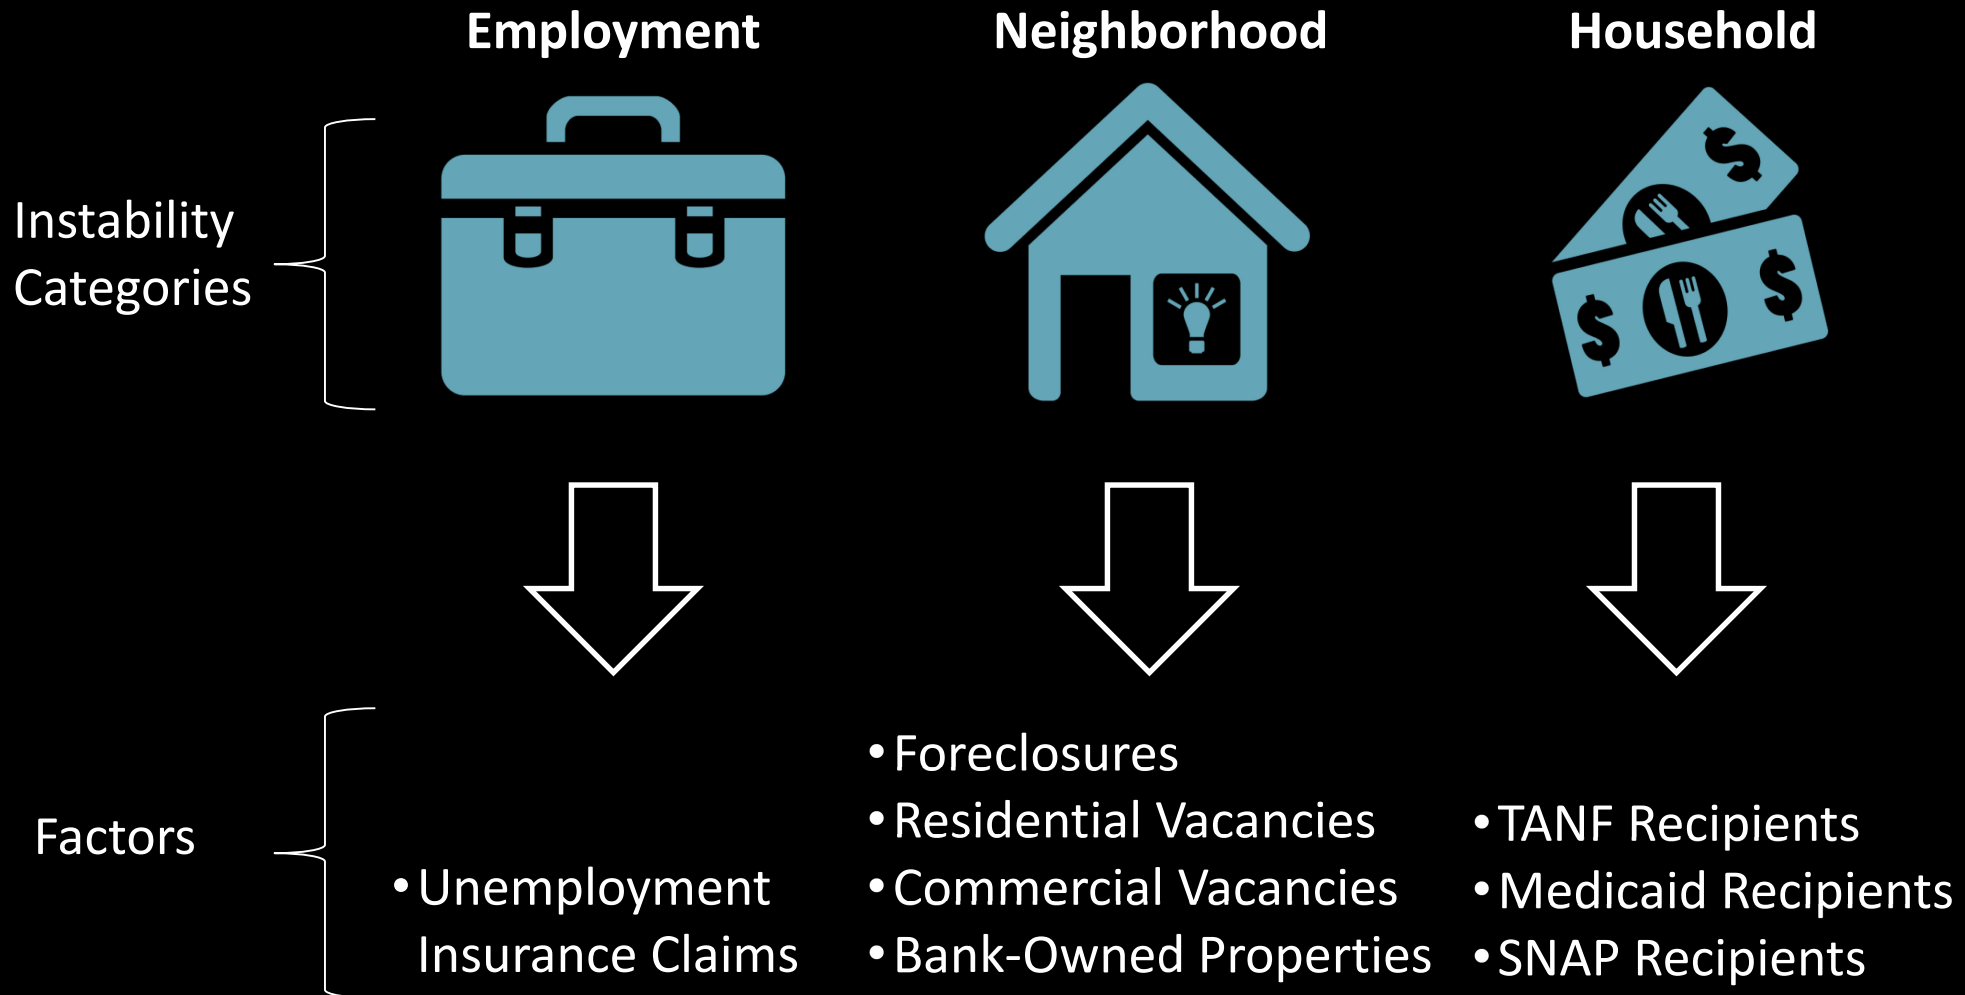 Employment
Neighborhood
Household
Instability
Categories
$
$
$
Factors
• Unemployment
Insurance Claims
• Foreclosures
• Residential Vacancies
• Commercial Vacancies
• Bank-Owned Properties
• TANF Recipients
• Medicaid Recipients
• SNAP Recipients